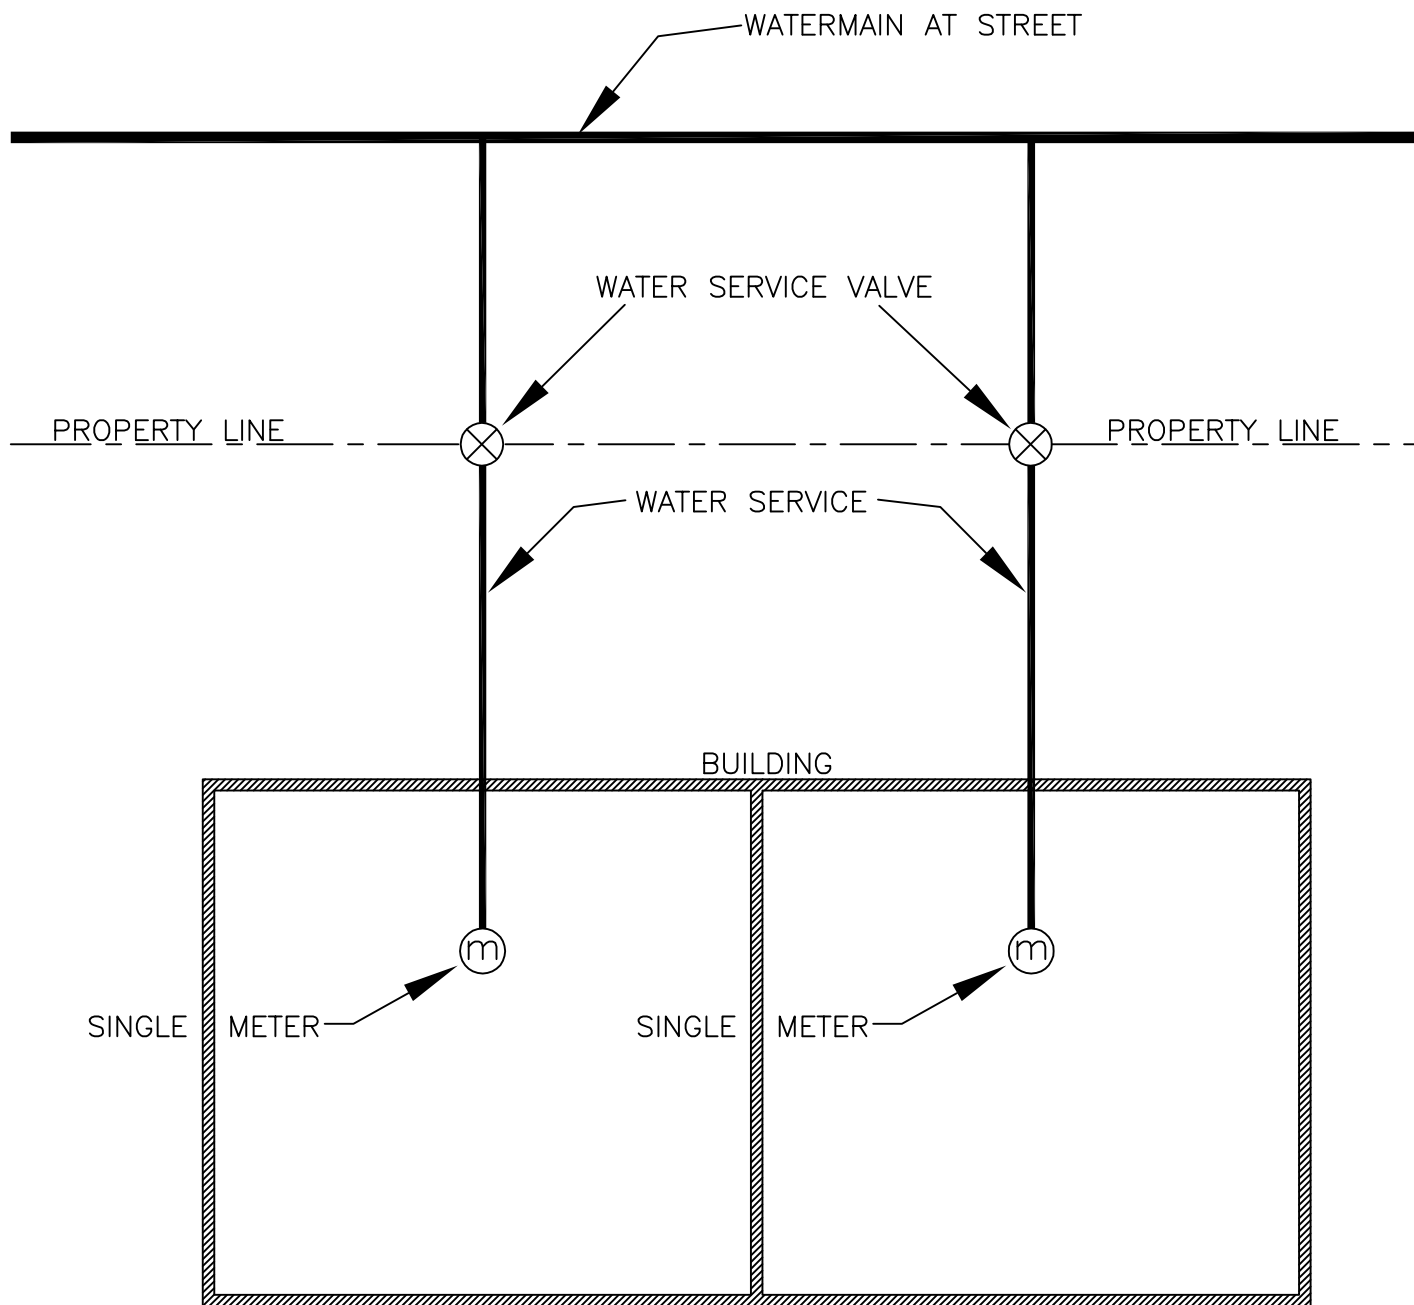 WATERMAIN AT STREET
WATER SERVICE VALVE
PROPERTY LINE
PROPERTY LINE
WATER SERVICE
BUILDING
m
m
SINGLE METER
SINGLE METER